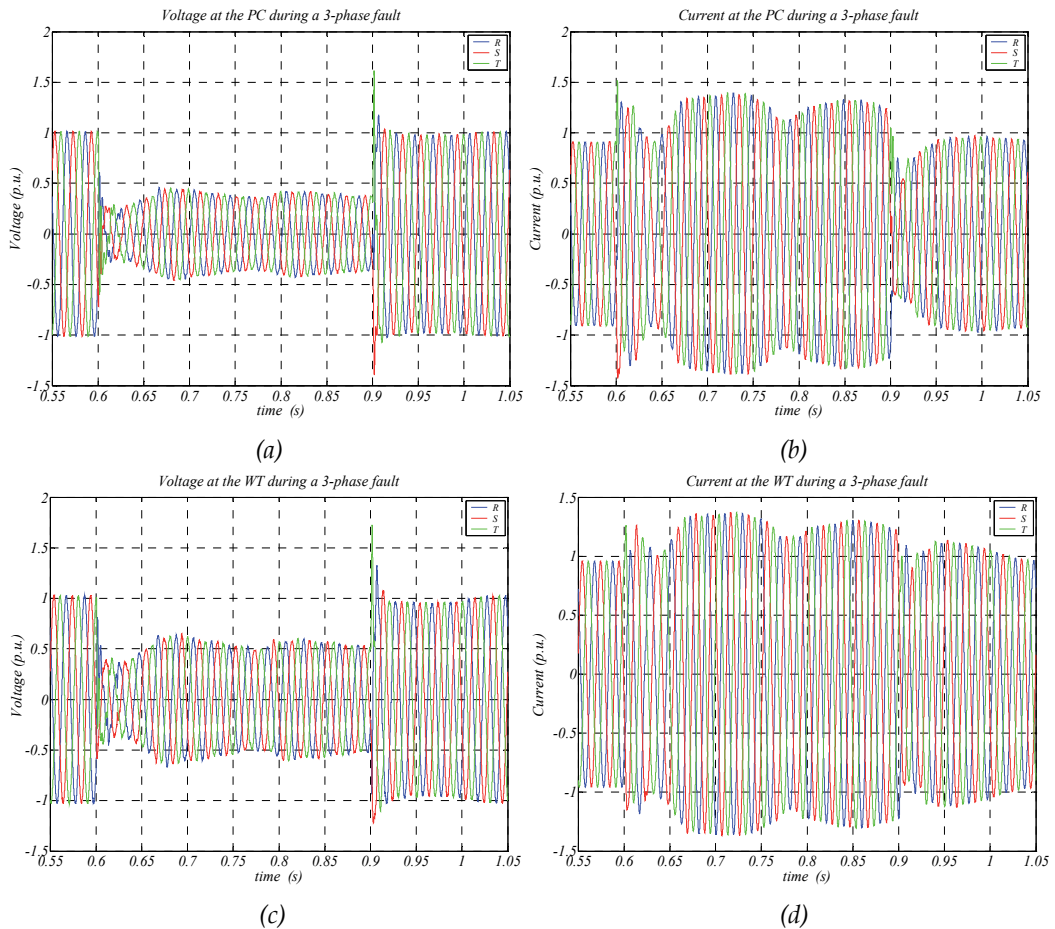 Voltage at the PC during a 3-phase fault
2
1.5
1
0.5
0
-0.5
-1
-1.5
Voltage (p.u.)
R
S
T
0.55 0.6 0.65 0.7 0.75 0.8 0.85 0.9 0.95 1 1.05
time (s)
(a)
Current at the PC during a 3-phase fault
2
1.5
1
0.5
0
-0.5
-1
-1.5
Current (p.u.)
R
S
T
0.55 0.6 0.65 0.7 0.75 0.8 0.85 0.9 0.95 1 1.05
time (s)
(b)
Voltage at the WT during a 3-phase fault
2
1.5
1
0.5
0
-0.5
-1
-1.5
Voltage (p.u.)
R
S
T
0.55 0.6 0.65 0.7 0.75 0.8 0.85 0.9 0.95 1 1.05
time (s)
(c)
Current at the WT during a 3-phase fault
1.5
1
0.5
0
-0.5
-1
-1.5
Current (p.u.)
R
S
T
0.55 0.6 0.65 0.7 0.75 0.8 0.85 0.9 0.95 1 1.05
time (s)
(d)